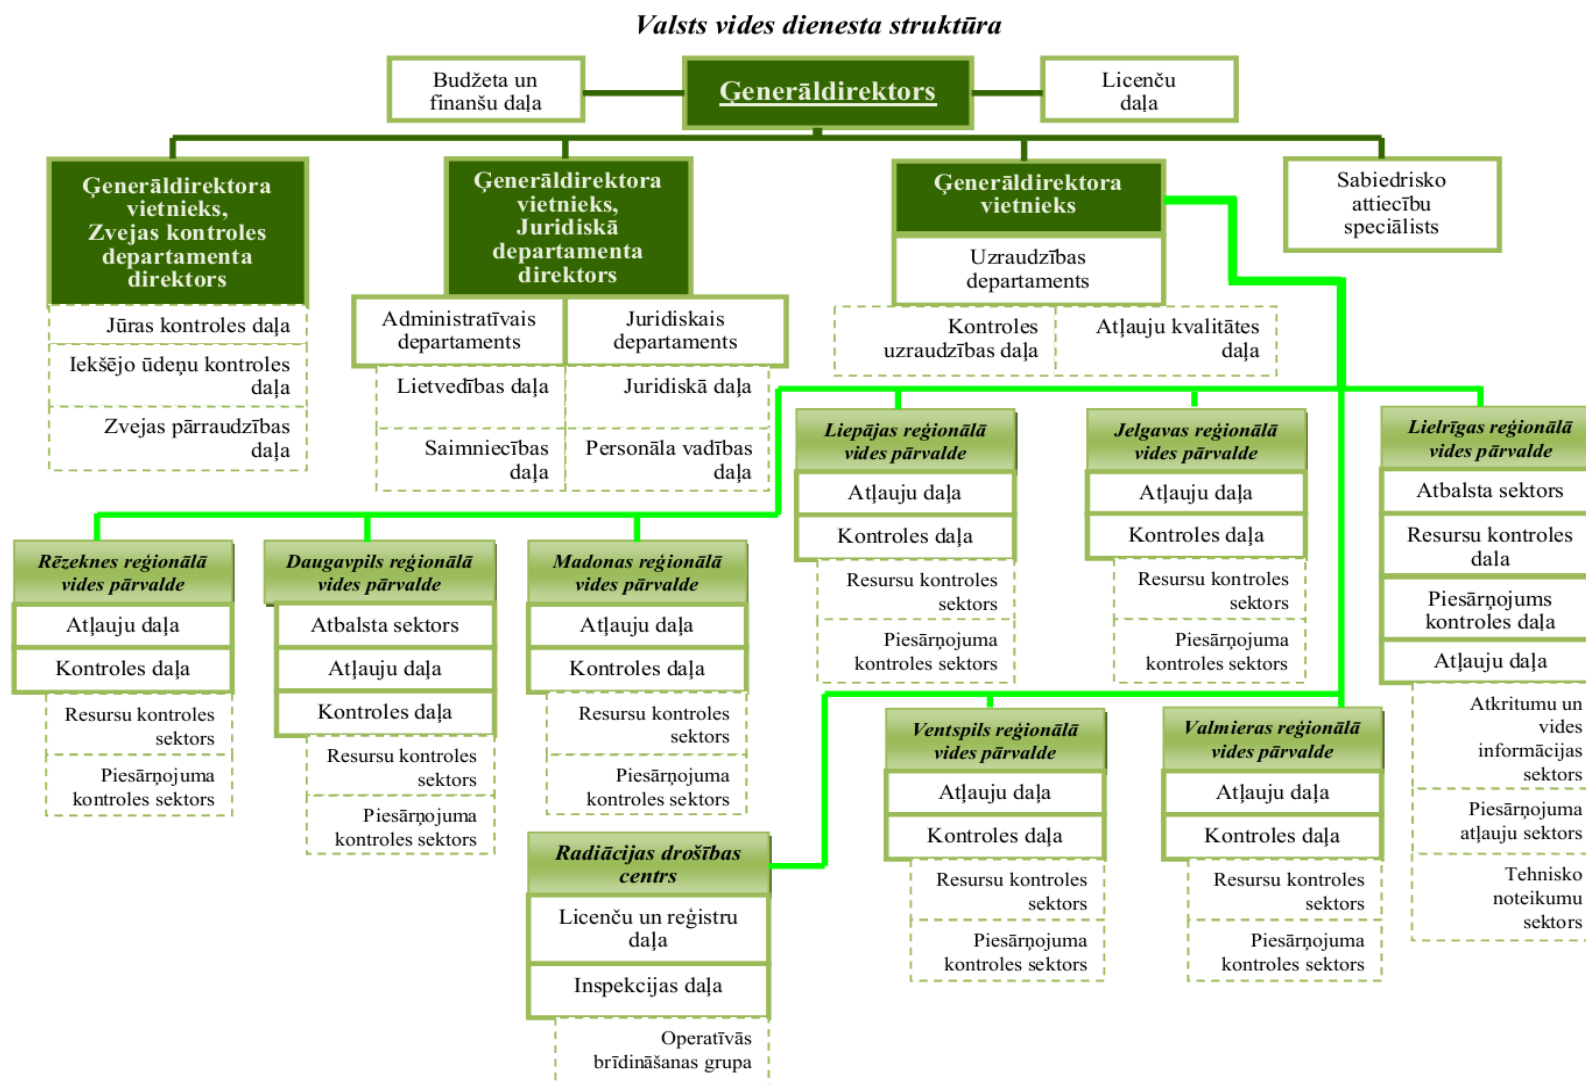 Valsts vides dienesta struktūra
Budžeta un
finanšu daļa
Ģenerāldirektors
Licenču
daļa
Ģenerāldirektora
vietnieks,
Zvejas kontroles
departamenta
direktors
Jūras kontroles daļa
Iekšējo ūdeņu kontroles
daļa
Zvejas pārraudzības
daļa
Ģenerāldirektora
vietnieks,
Juridiskā
departamenta
direktors
Administratīvais
departaments
Juridiskais
departaments
Lietvedības daļa
Juridiskā daļa
Saimniecības
daļa
Personāla vadības
daļa
Ģenerāldirektora
vietnieks
Uzraudzības
departaments
Kontroles
uzraudzības daļa
Atļauju kvalitātes
daļa
Sabiedrisko
attiecību
speciālists
Liepājas reģionālā
vides pārvalde
Atļauju daļa
Kontroles daļa
Resursu kontroles
sektors
Piesārņojuma
kontroles sektors
Jelgavas reģionālā
vides pārvalde
Atļauju daļa
Kontroles daļa
Resursu kontroles
sektors
Piesārņojuma
kontroles sektors
Lielrīgas reģionālā
vides pārvalde
Atbalsta sektors
Resursu kontroles
daļa
Piesārņojums
kontroles daļa
Atļauju daļa
Atkritumu un
vides
informācijas
sektors
Piesārņojuma
atļauju sektors
Tehnisko
noteikumu
sektors
Rēzeknes reģionālā
vides pārvalde
Atļauju daļa
Kontroles daļa
Resursu kontroles
sektors
Piesārņojuma
kontroles sektors
Daugavpils reģionālā
vides pārvalde
Atbalsta sektors
Atļauju daļa
Kontroles daļa
Resursu kontroles
sektors
Piesārņojuma
kontroles sektors
Madonas reģionālā
vides pārvalde
Atļauju daļa
Kontroles daļa
Resursu kontroles
sektors
Piesārņojuma
kontroles sektors
Ventspils reģionālā
vides pārvalde
Atļauju daļa
Kontroles daļa
Resursu kontroles
sektors
Piesārņojuma
kontroles sektors
Valmieras reģionālā
vides pārvalde
Atļauju daļa
Kontroles daļa
Resursu kontroles
sektors
Piesārņojuma
kontroles sektors
Radiācijas drošības
centrs
Licenču un reģistru
daļa
Inspekcijas daļa
Operatīvās
brīdināšanas grupa